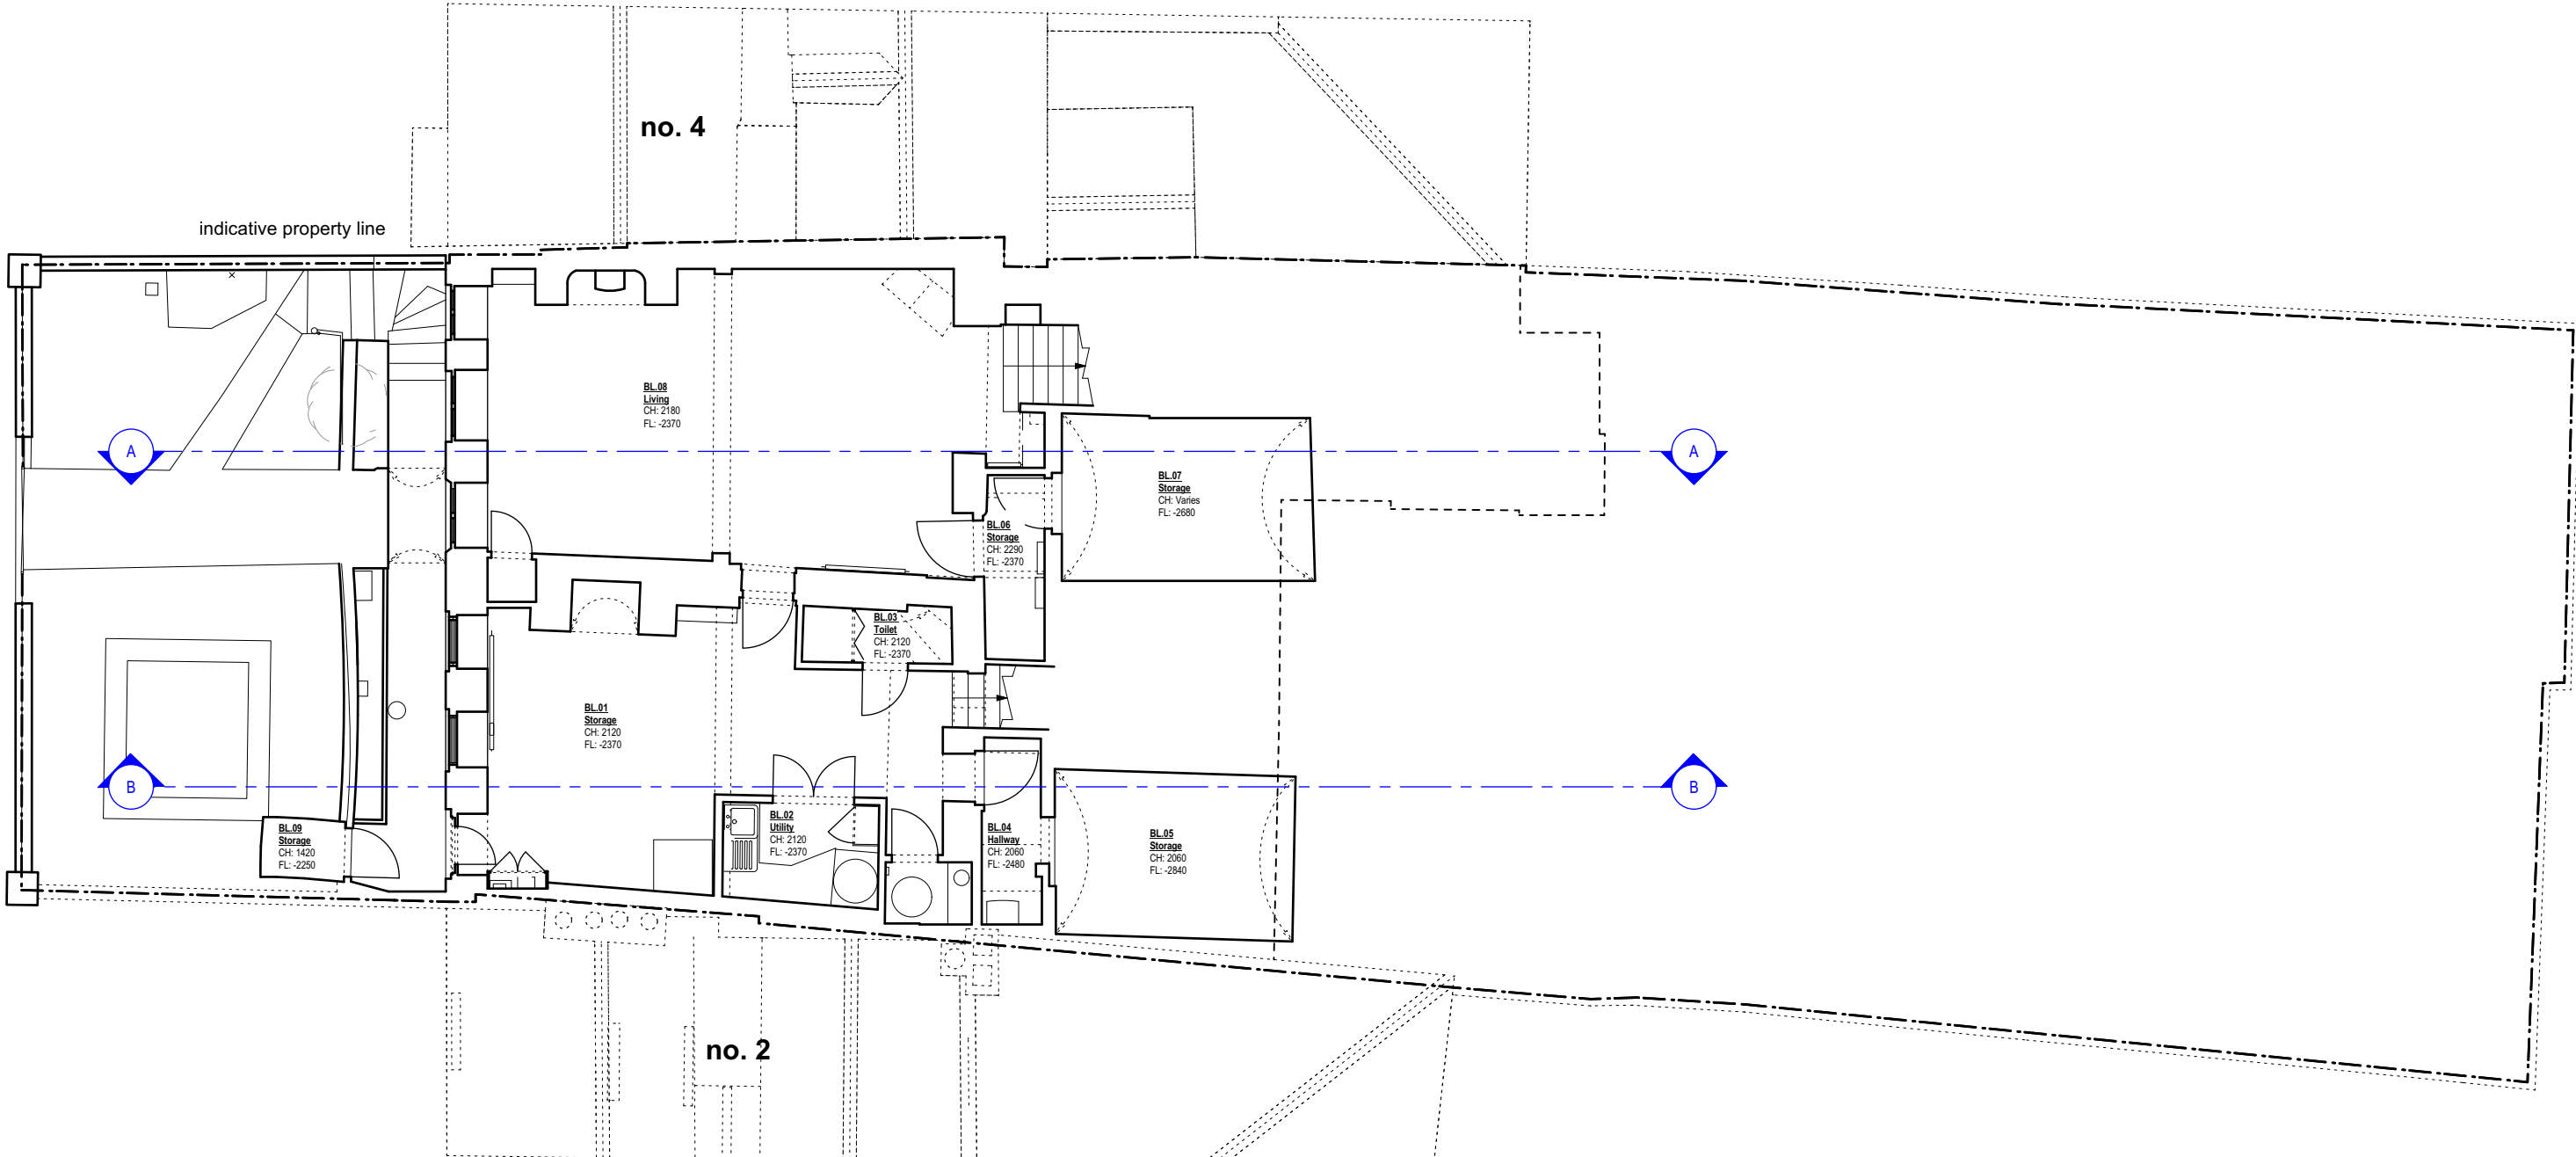 no. 4
indicative property line
BL.08
Living
CH: 2180
FL: -2370
A
A
BL.07
Storage
CH: Varies
FL: -2680
BL.06
Storage
CH: 2290
FL: -2370
BL.03
Toilet
CH: 2120
FL: -2370
BL.01
Storage
CH: 2120
FL: -2370
B
B
BL.09
Storage
CH: 1420
FL: -2250
BL.02
Utility
CH: 2120
FL: -2370
BL.04
Hallway
CH: 2060
FL: -2480
BL.05
Storage
CH: 2060
FL: -2840
no. 2